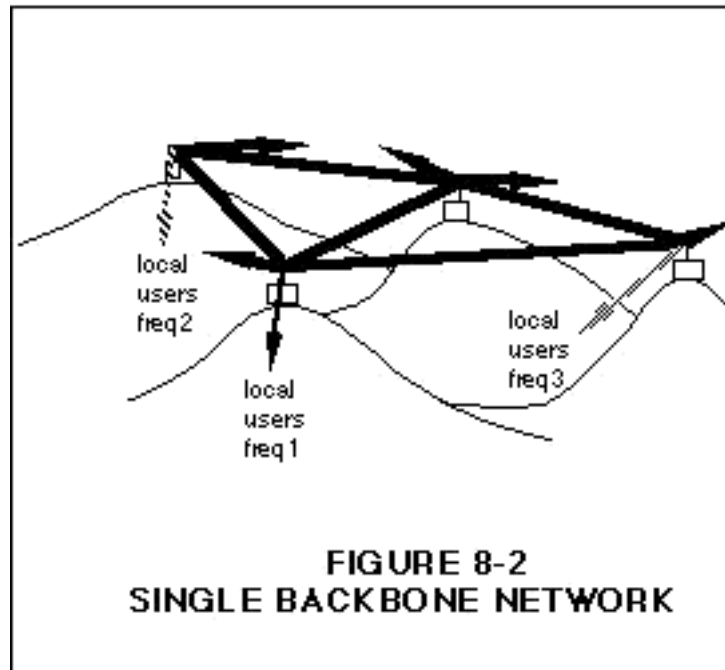 local
users
freq2
local
users
freq1
local
users
freq3
FIGURE 8-2
SINGLE BACKBONE NETWORK